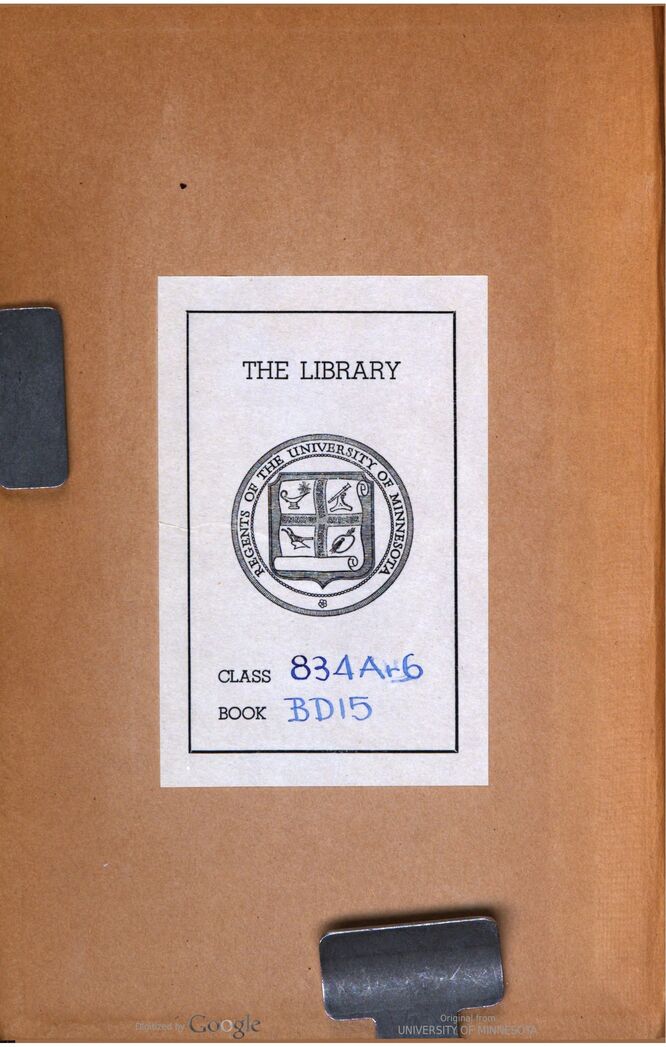 THE LIBRARY
REGENTS OF THE UNIVERSITY OF MINNESOTA
CLASS 834Ar6
BOOK BD15
Digitized by Google
Original from
UNIVERSITY OF MINNESOTA